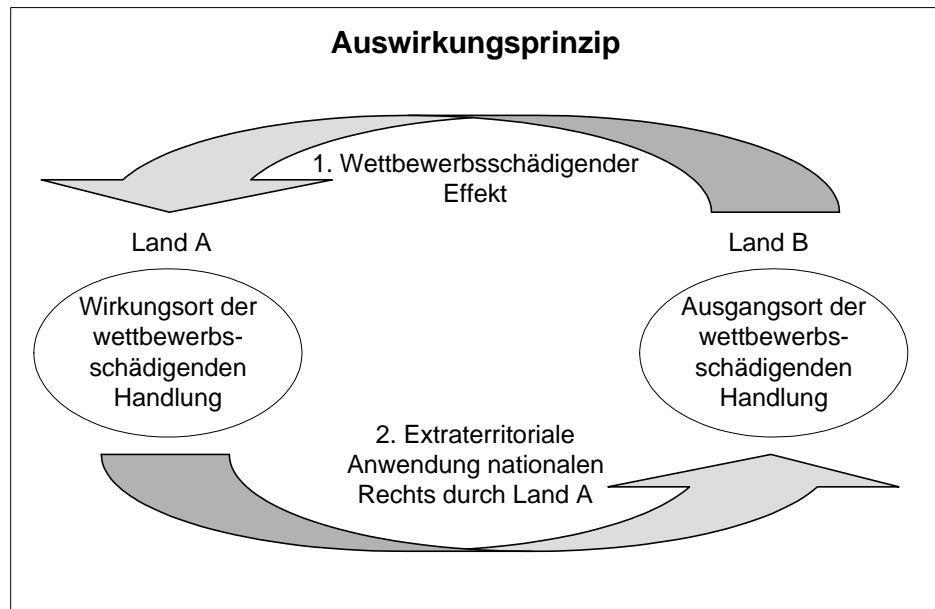 Auswirkungsprinzip
1. Wettbewerbsschädigender
Effekt
Land A
Land B
Wirkungsort der
wettbewerbs-
schädigenden
Handlung
Ausgangsort der
wettbewerbs-
schädigenden
Handlung
2. Extraterritoriale
Anwendung nationalen
Rechts durch Land A